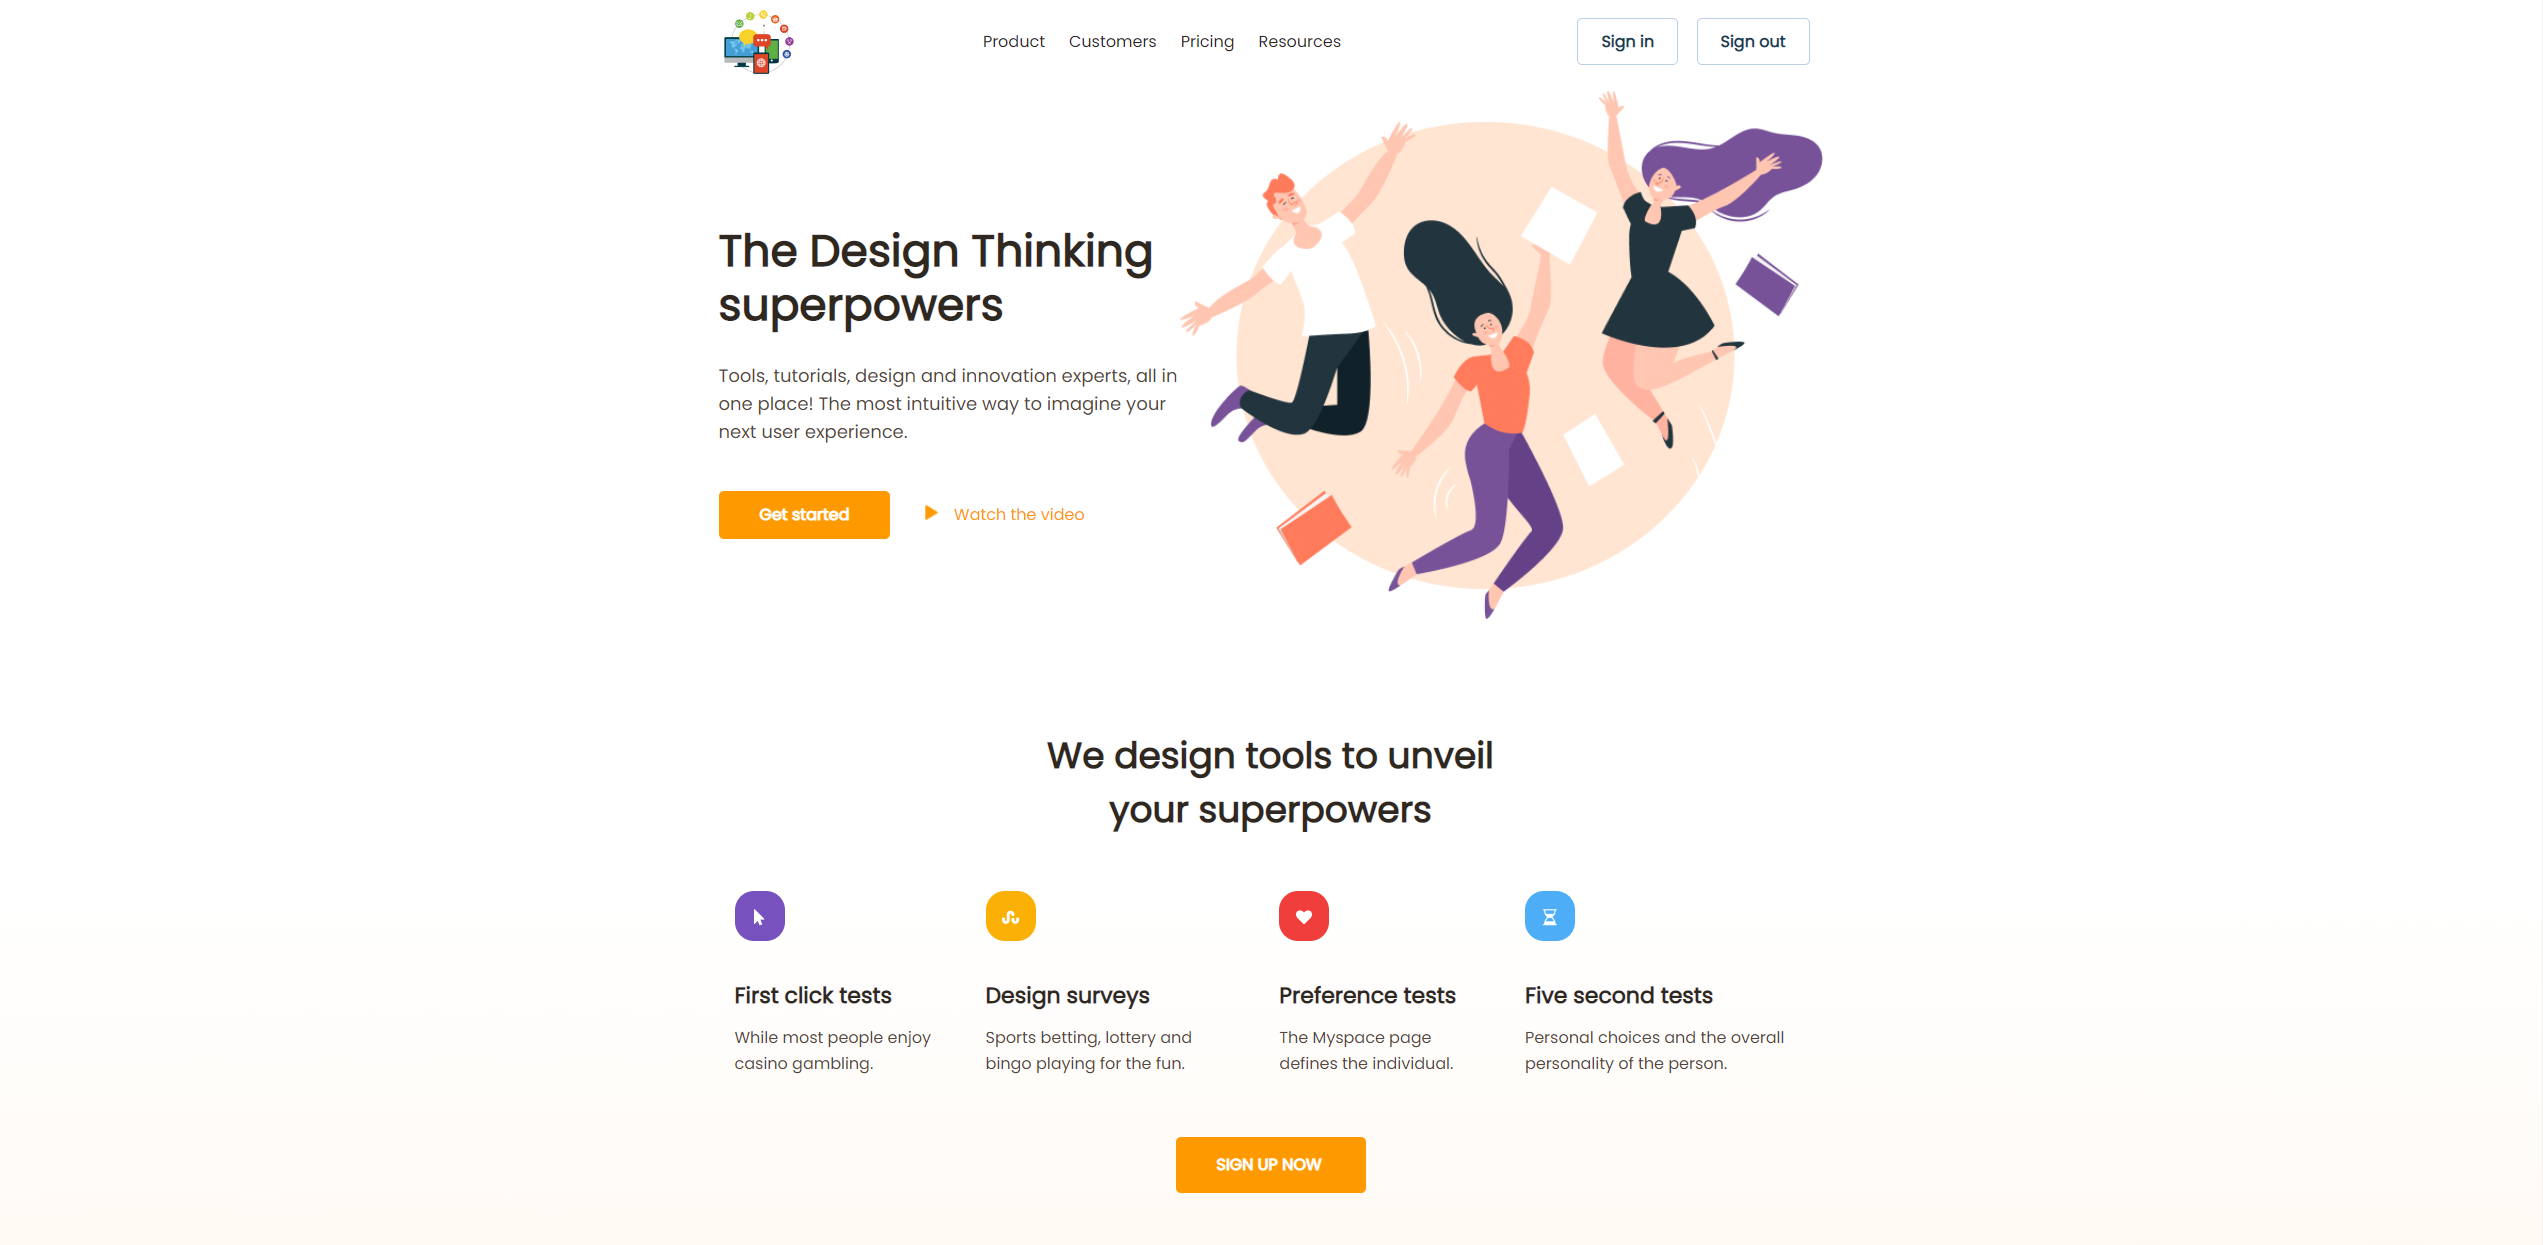 Product Customers Pricing Resources
Sign in Sign out
The Design Thinking
superpowers
Tools, tutorials, design and innovation experts, all in
one place! The most intuitive way to imagine your
next user experience.
Get started Watch the video
We design tools to unveil
your superpowers
First click tests
While most people enjoy
casino gambling.
Design surveys
Sports betting, lottery and
bingo playing for the fun.
Preference tests
The Myspace page
defines the individual.
Five second tests
Personal choices and the overall
personality of the person.
SIGN UP NOW